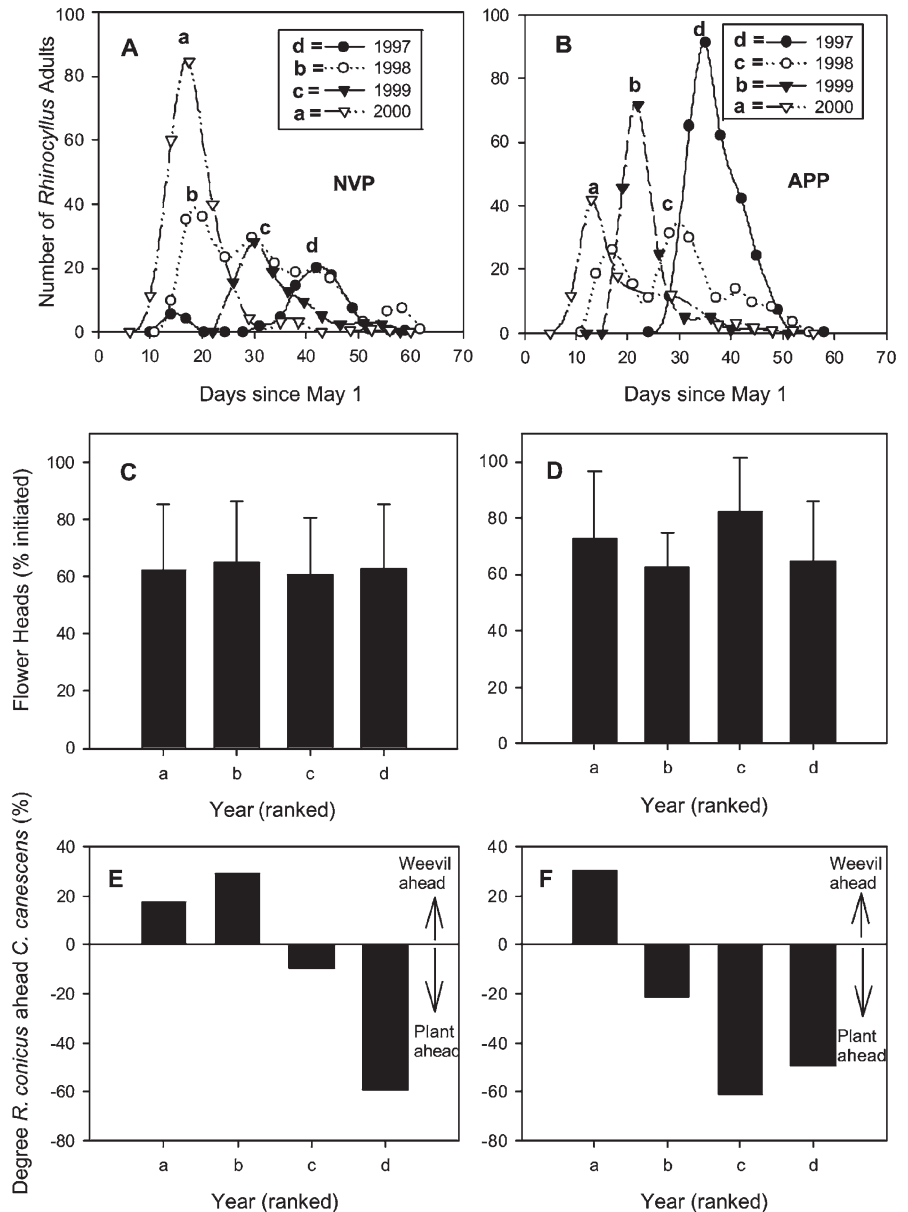 100
80
60
40
20
0
Number of Rhinocyllus Adults
A
a
b
c
d
d = 1997
b = 1998
c = 1999
a = 2000
NVP
0 10 20 30 40 50 60 70
Days since May 1
100
80
60
40
20
0
B
a
b
c
d
d = 1997
c = 1998
b = 1999
a = 2000
APP
0 10 20 30 40 50 60 70
Days since May 1
Flower Heads (% initiated)
100
80
60
40
20
0
C
a b c d
Year (ranked)
100
80
60
40
20
0
D
a b c d
Year (ranked)
Degree R. conicus ahead C. canescens (%)
40
20
0
-20
-40
-60
-80
E
Weevil
ahead
Plant
ahead
a b c d
Year (ranked)
40
20
0
-20
-40
-60
-80
F
Weevil
ahead
Plant
ahead
a b c d
Year (ranked)